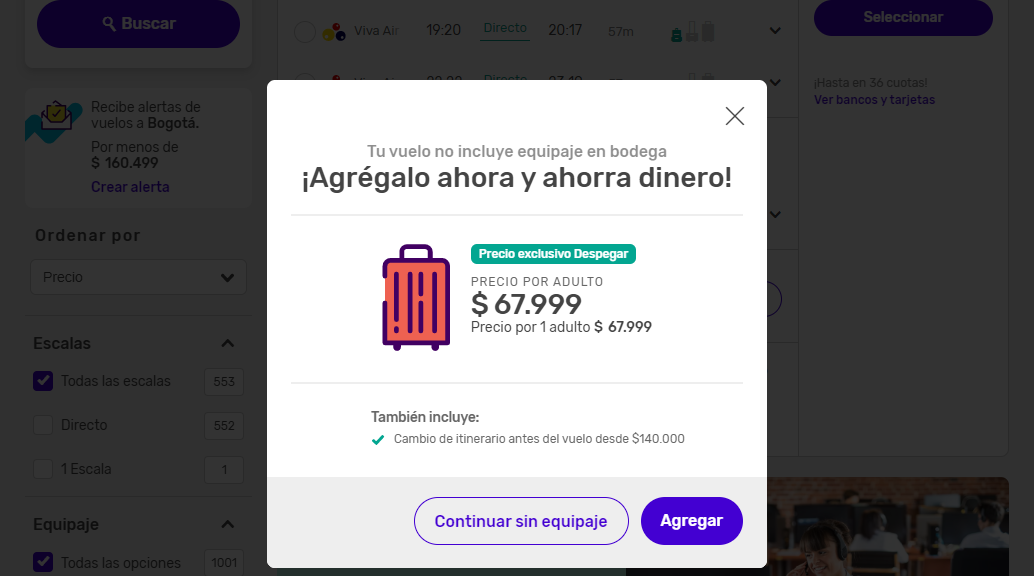 Buscar
Viva Air 19:20 Directo 20:17 57m
Seleccionar
¡Hasta en 36 cuotas!
Ver bancos y tarjetas
Recibe alertas de
vuelos a Bogotá.
Por menos de
$ 160.499
Crear alerta
Ordenar por
Precio
Escalas
Todas las escalas 553
Directo 552
1 Escala 1
Equipaje
Todas las opciones 1001
Tu vuelo no incluye equipaje en bodega
¡Agrégalo ahora y ahorra dinero!
Precio exclusivo Despegar
PRECIO POR ADULTO
$ 67.999
Precio por 1 adulto $ 67.999
También incluye:
Cambio de itinerario antes del vuelo desde $140.000
Continuar sin equipaje
Agregar